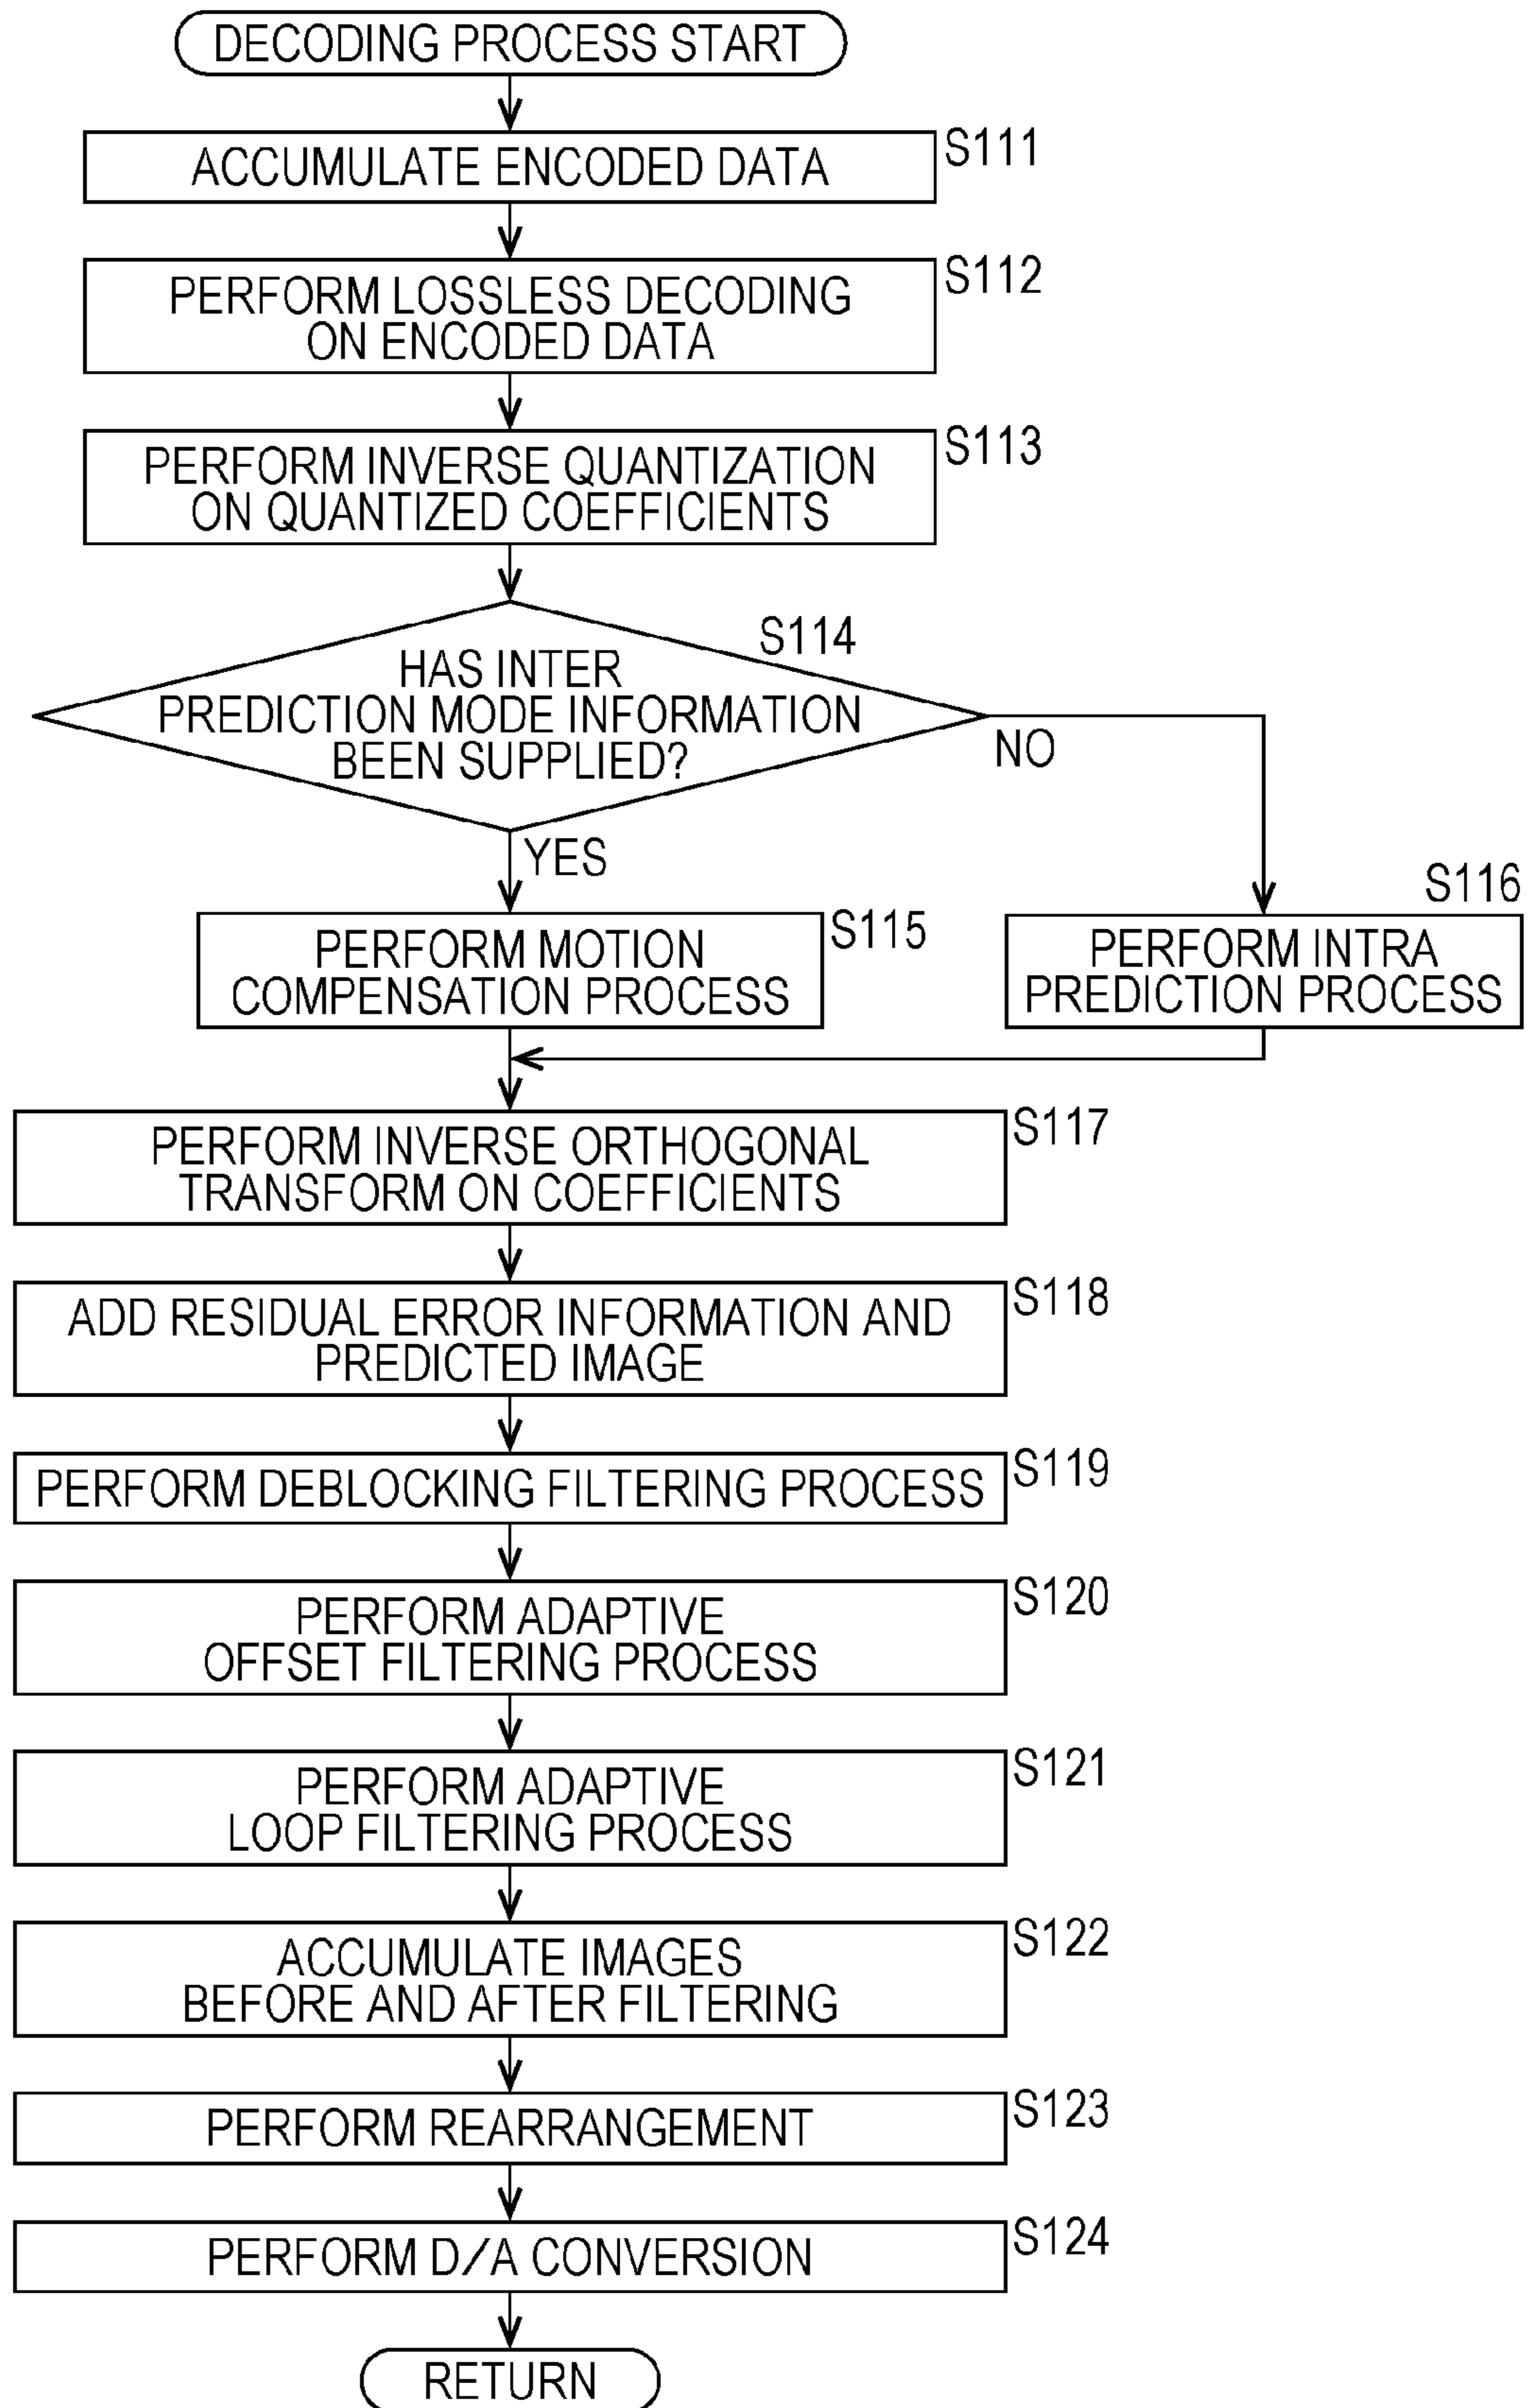 DECODING PROCESS START
S111
ACCUMULATE ENCODED DATA
S112
PERFORM LOSSLESS DECODING
ON ENCODED DATA
S113
PERFORM INVERSE QUANTIZATION
ON QUANTIZED COEFFICIENTS
S114
HAS INTER
PREDICTION MODE INFORMATION
BEEN SUPPLIED?
NO
YES
S115
PERFORM MOTION
COMPENSATION PROCESS
S116
PERFORM INTRA
PREDICTION PROCESS
S117
PERFORM INVERSE ORTHOGONAL
TRANSFORM ON COEFFICIENTS
S118
ADD RESIDUAL ERROR INFORMATION AND
PREDICTED IMAGE
S119
PERFORM DEBLOCKING FILTERING PROCESS
S120
PERFORM ADAPTIVE
OFFSET FILTERING PROCESS
S121
PERFORM ADAPTIVE
LOOP FILTERING PROCESS
S122
ACCUMULATE IMAGES
BEFORE AND AFTER FILTERING
S123
PERFORM REARRANGEMENT
S124
PERFORM D/A CONVERSION
RETURN